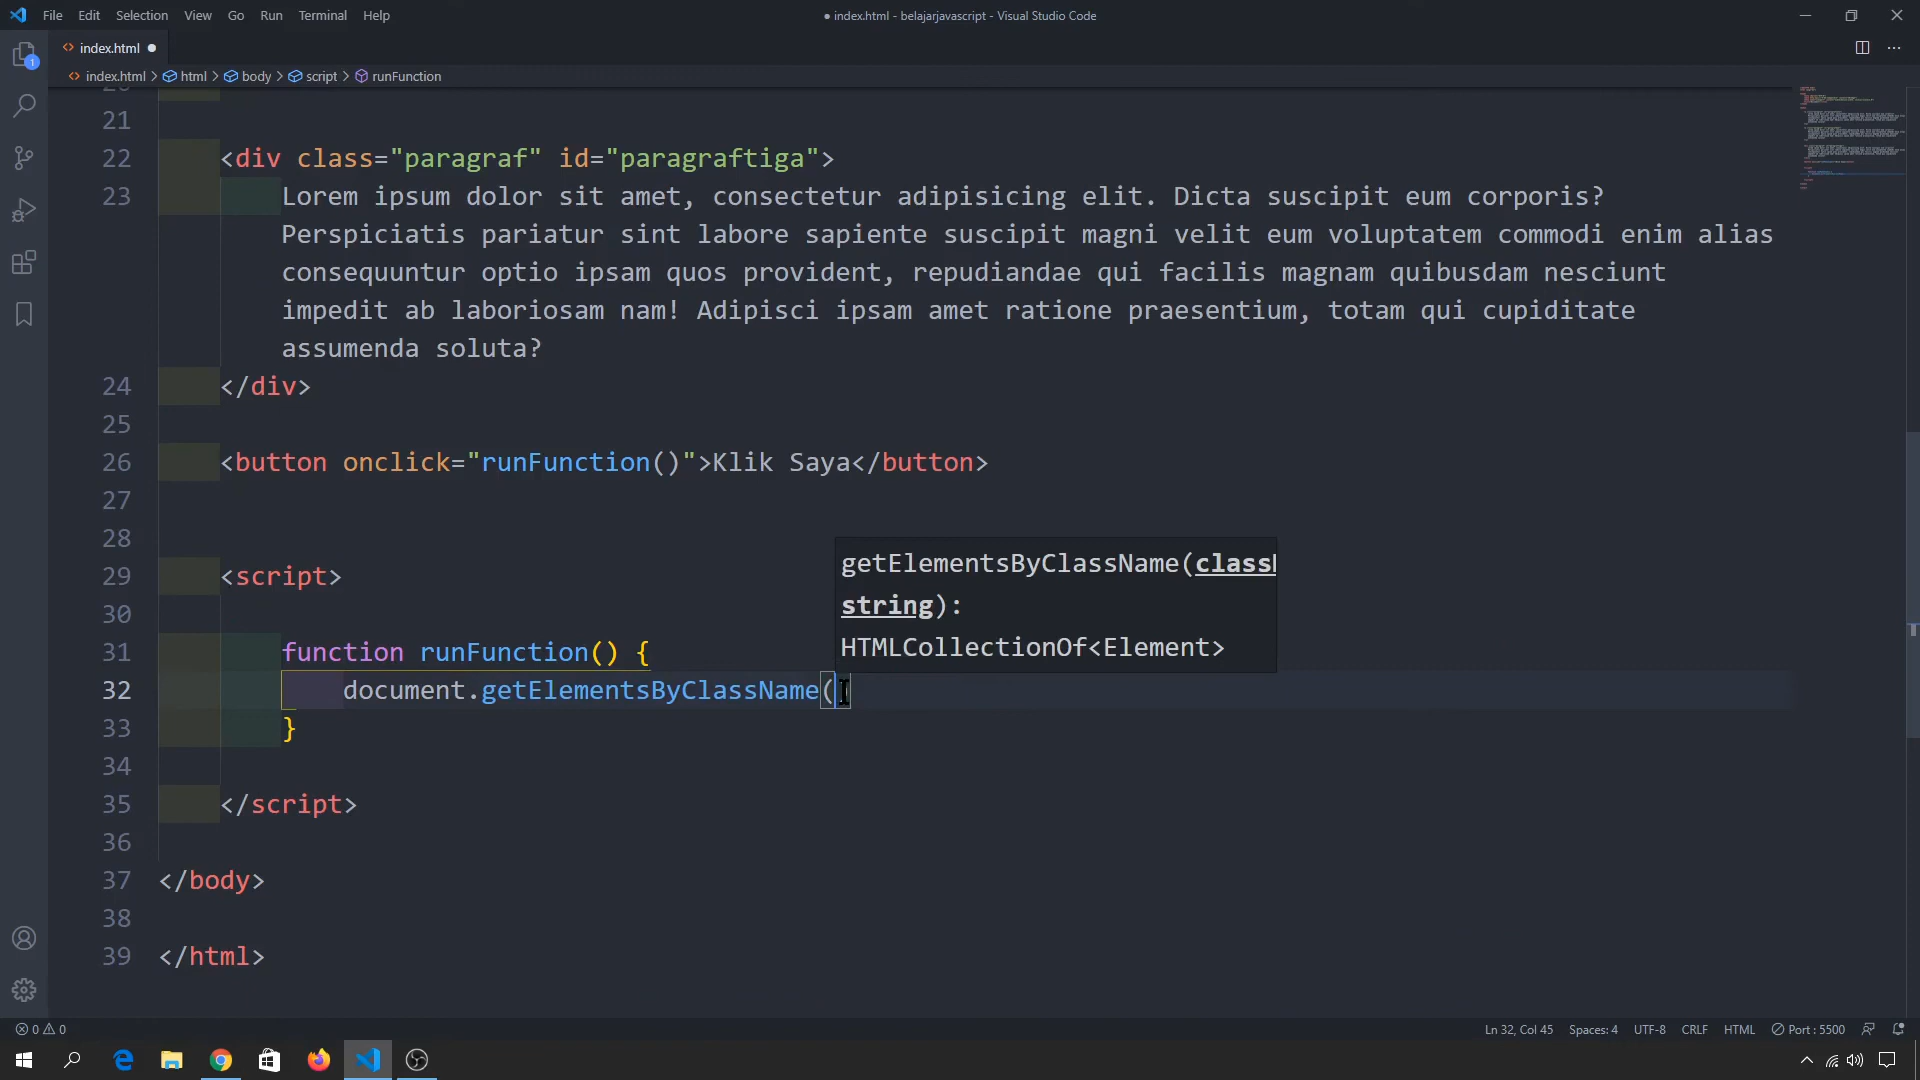 File Edit Selection View Go Run Terminal Help
● index.html - belajarjavascript - Visual Studio Code
1
index.html ●
index.html > html > body > script > runFunction
21
22 <div class="paragraf" id="paragraftiga">
23 Lorem ipsum dolor sit amet, consectetur adipisicing elit. Dicta suscipit eum corporis?
Perspiciatis pariatur sint labore sapiente suscipit magni velit eum voluptatem commodi enim alias
consequuntur optio ipsam quos provident, repudiandae qui facilis magnam quibusdam nesciunt
impedit ab laboriosam nam! Adipisci ipsam amet ratione praesentium, totam qui cupiditate
assumenda soluta?
24 </div>
25
26 <button onclick="runFunction()">Klik Saya</button>
27
28
getElementsByClassName(class
29 <script>
string):
30
HTMLCollectionOf<Element>
31 function runFunction() {
32 document.getElementsByClassName(
33 }
34
35 </script>
36
37 </body>
38
39 </html>
0 0
Ln 32, Col 45 Spaces: 4 UTF-8 CRLF HTML Port : 5500